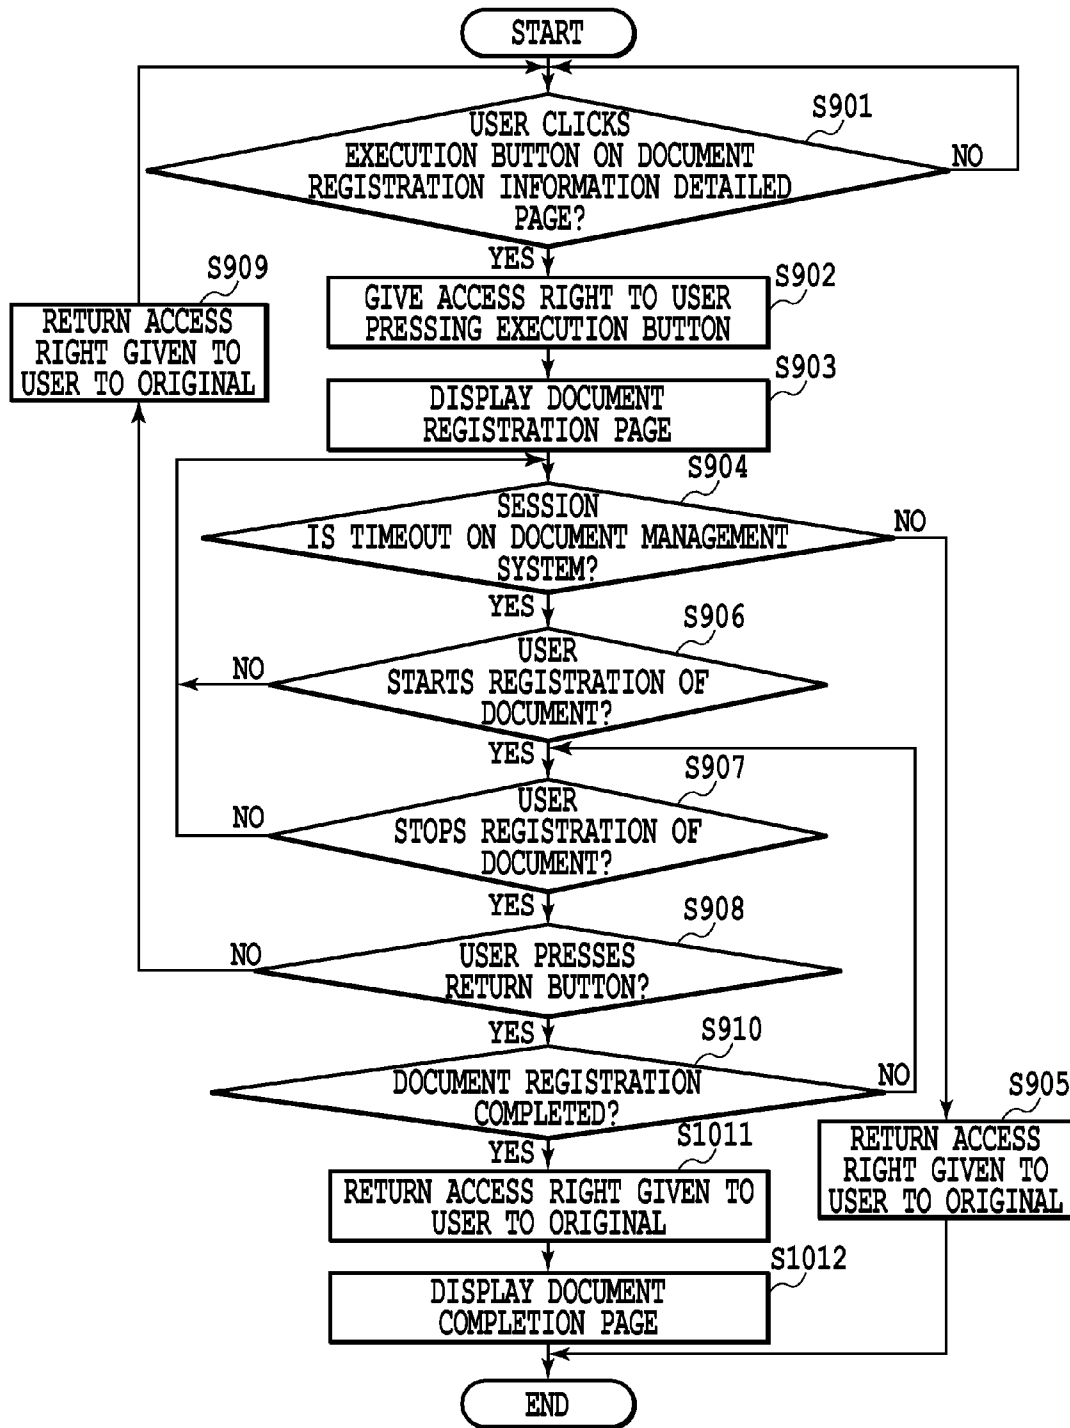 START
S901
USER CLICKS
EXECUTION BUTTON ON DOCUMENT
REGISTRATION INFORMATION DETAILED
PAGE?
NO
YES
S902
GIVE ACCESS RIGHT TO USER
PRESSING EXECUTION BUTTON
S909
RETURN ACCESS
RIGHT GIVEN TO
USER TO ORIGINAL
S903
DISPLAY DOCUMENT
REGISTRATION PAGE
S904
SESSION
IS TIMEOUT ON DOCUMENT MANAGEMENT
SYSTEM?
NO
YES
S906
USER
STARTS REGISTRATION OF
DOCUMENT?
NO
YES
S907
USER
STOPS REGISTRATION OF
DOCUMENT?
NO
YES
S908
USER PRESSES
RETURN BUTTON?
NO
YES
S910
DOCUMENT REGISTRATION
COMPLETED?
NO
YES
S905
RETURN ACCESS
RIGHT GIVEN TO
USER TO ORIGINAL
S1011
RETURN ACCESS RIGHT GIVEN TO
USER TO ORIGINAL
S1012
DISPLAY DOCUMENT
COMPLETION PAGE
END